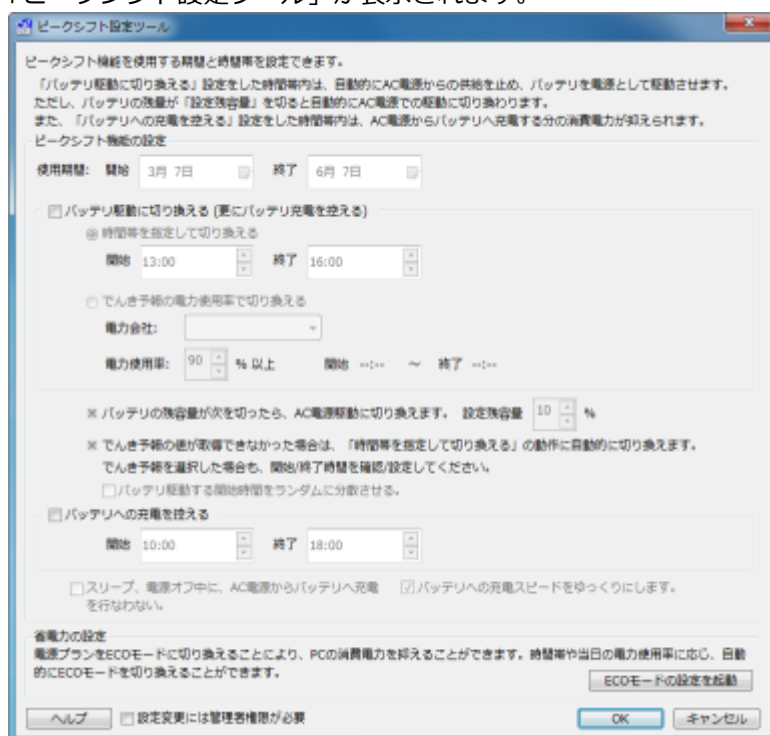 「ピークシフト設定ツール」が表示されます。
ピークシフト設定ツール
ピークシフト機能を使用する期間と時間帯を設定できます。
「バッテリ駆動に切り換える」設定をした時間帯内は、自動的にAC電源からの供給を止め、バッテリを電源として駆動させます。
ただし、バッテリの残量が「設定残容量」を切ると自動的にAC電源での駆動に切り換わります。
また、「バッテリへの充電を控える」設定をした時間帯内は、AC電源からバッテリへ充電する分の消費電力が抑えられます。
ピークシフト機能の設定
使用期間: 開始 3月 7日 終了 6月 7日
バッテリ駆動に切り換える (更にバッテリ充電を控える)
時間帯を指定して切り換える
開始 13:00 終了 16:00
でんき予報の電力使用率で切り換える
電力会社:
電力使用率: 90 % 以上 開始 --:-- ～ 終了 --:--
※ バッテリの残容量が次を切ったら、AC電源駆動に切り換えます。 設定残容量 10 %
※ でんき予報の値が取得できなかった場合は、「時間帯を指定して切り換える」の動作に自動的に切り換えます。
でんき予報を選択した場合も、開始/終了時間を確認/設定してください。
バッテリ駆動する開始時間をランダムに分散させる。
バッテリへの充電を控える
開始 10:00 終了 18:00
スリープ、電源オフ中に、AC電源からバッテリへ充電 バッテリへの充電スピードをゆっくりにします。
を行なわない。
省電力の設定
電源プランをECOモードに切り換えることにより、PCの消費電力を抑えることができます。時間帯や当日の電力使用率に応じ、自動
的にECOモードを切り換えることができます。
ECOモードの設定を起動
ヘルプ 設定変更には管理者権限が必要 OK キャンセル